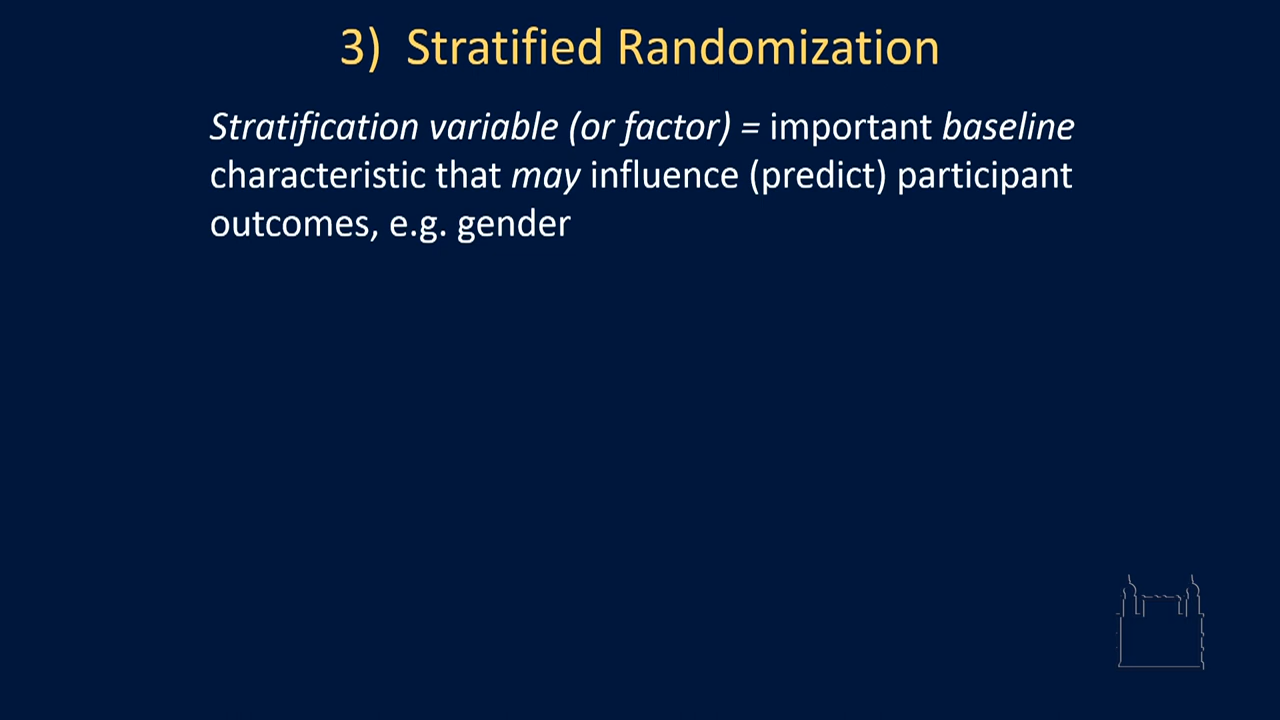 3) Stratified Randomization
Stratification variable (or factor) = important baseline
characteristic that may influence (predict) participant
outcomes, e.g. gender